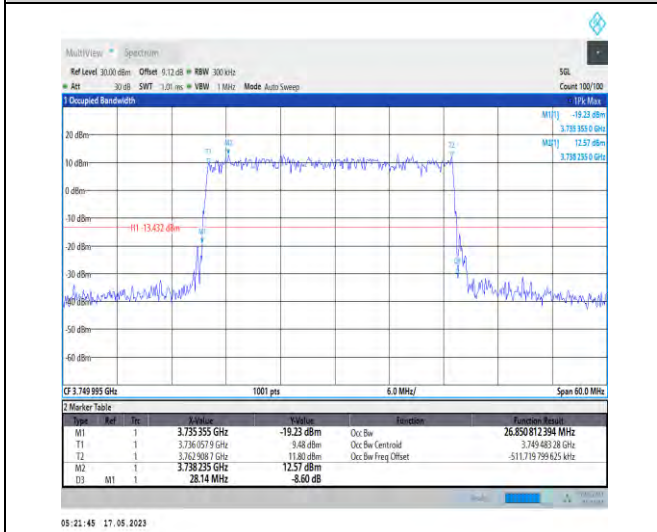 MultiView Spectrum
Ref Level 30.00 dBm Offset 9.12 dB RBW 300 kHz SGL
Att 30 dB SWT 1.01 ms VBW 1 MHz Mode Auto Sweep Count 100/100
1 Occupied Bandwidth 1Pk Max
M1[1] -19.23 dBm
3.735 355 0 GHz
20 dBm
M2[1] 12.57 dBm
3.738 235 0 GHz
T1 M2 T2
10 dBm
0 dBm
-10 dBm
H1 -13.432 dBm
M1
-20 dBm
-30 dBm
-40 dBm
-50 dBm
-60 dBm
CF 3.749 995 GHz 1001 pts 6.0 MHz/ Span 60.0 MHz
2 Marker Table
Type Ref Trc X-Value Y-Value Function Function Result
M1 1 3.735 355 GHz -19.23 dBm Occ Bw 26.850 812 394 MHz
T1 1 3.736 057 9 GHz 9.48 dBm Occ Bw Centroid 3.749 483 28 GHz
T2 1 3.762 908 7 GHz 11.80 dBm Occ Bw Freq Offset -511.719 799 625 kHz
M2 1 3.738 235 GHz 12.57 dBm
D3 M1 1 28.14 MHz -8.60 dB
05:21:45 17.05.2023